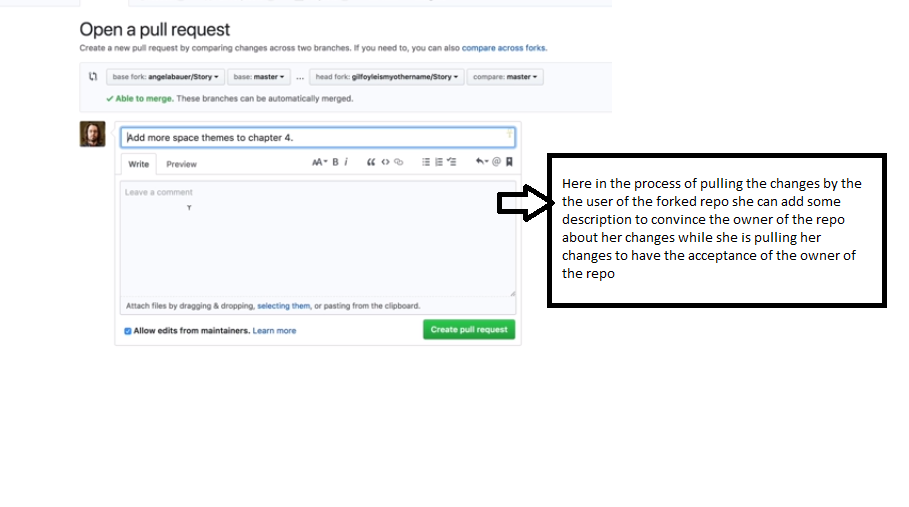 Open a pull request
Create a new pull request by comparing changes across two branches. If you need to, you can also compare across forks.
base fork: angelabauer/Story base: master ... head fork: gilfoyleismyothername/Story compare: master
✓ Able to merge. These branches can be automatically merged.
Add more space themes to chapter 4.
Write Preview AA B i “ <> @
Leave a comment
Attach files by dragging & dropping, selecting them, or pasting from the clipboard.
Allow edits from maintainers. Learn more Create pull request
Here in the process of pulling the changes by the
the user of the forked repo she can add some
description to convince the owner of the repo
about her changes while she is pulling her
changes to have the acceptance of the owner of
the repo